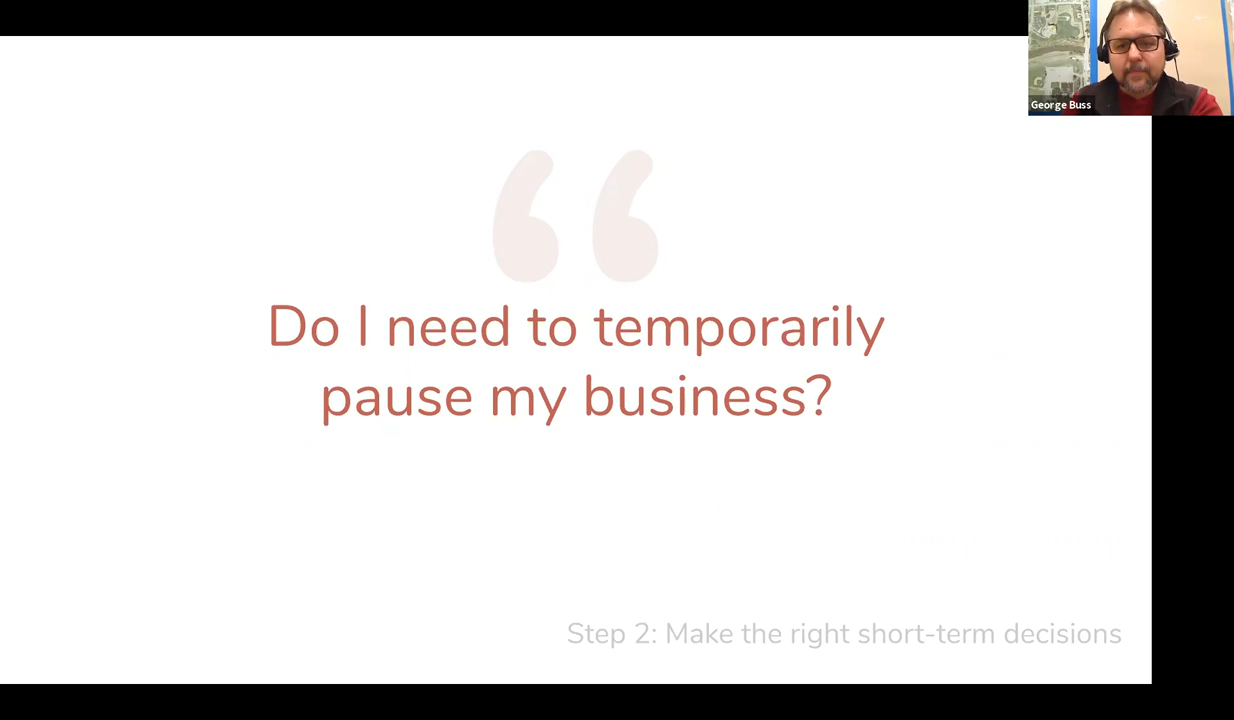 George Buss
“
Do I need to temporarily
pause my business?
Step 2: Make the right short-term decisions